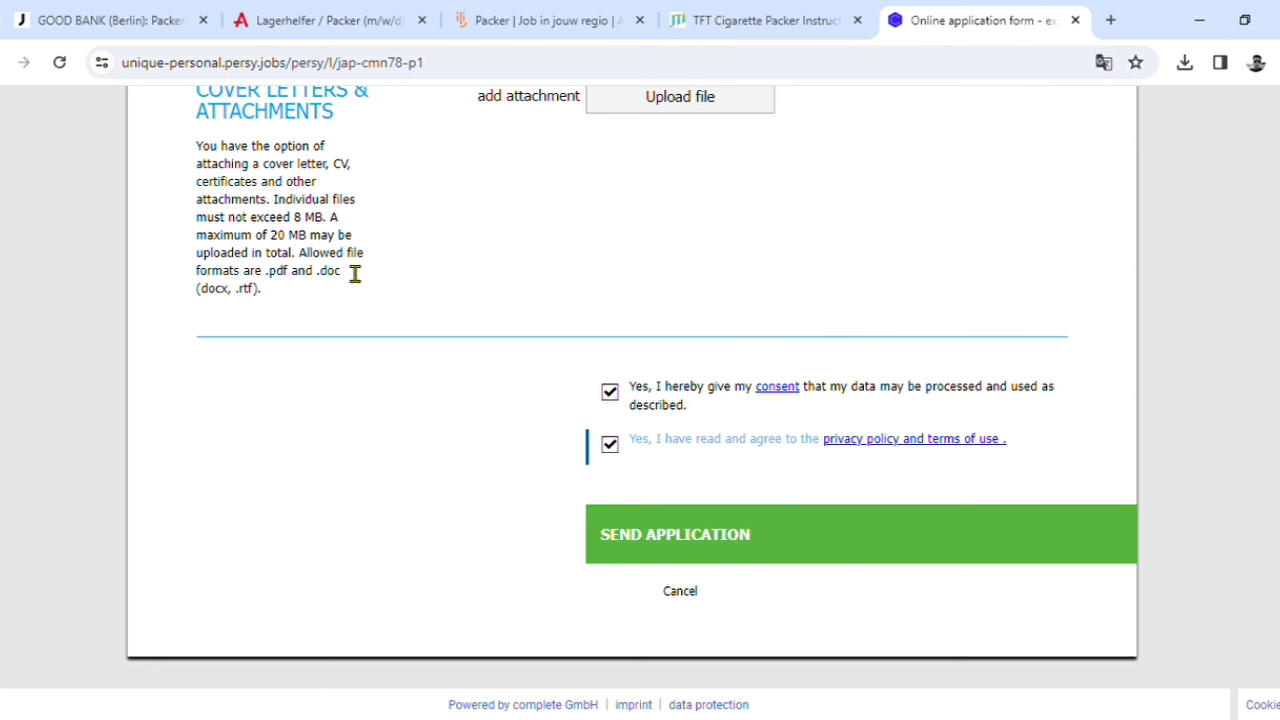 GOOD BANK (Berlin): Packer
Lagerhelfer / Packer (m/w/d)
Packer | Job in jouw regio |
TFT Cigarette Packer Instruct
Online application form - ex
unique-personal.persy.jobs/persy/l/jap-cmn78-p1
COVER LETTERS &
ATTACHMENTS
add attachment
Upload file
You have the option of
attaching a cover letter, CV,
certificates and other
attachments. Individual files
must not exceed 8 MB. A
maximum of 20 MB may be
uploaded in total. Allowed file
formats are .pdf and .doc
(docx, .rtf).
Yes, I hereby give my consent that my data may be processed and used as
described.
Yes, I have read and agree to the privacy policy and terms of use .
SEND APPLICATION
Cancel
Powered by complete GmbH | imprint | data protection
Cookie